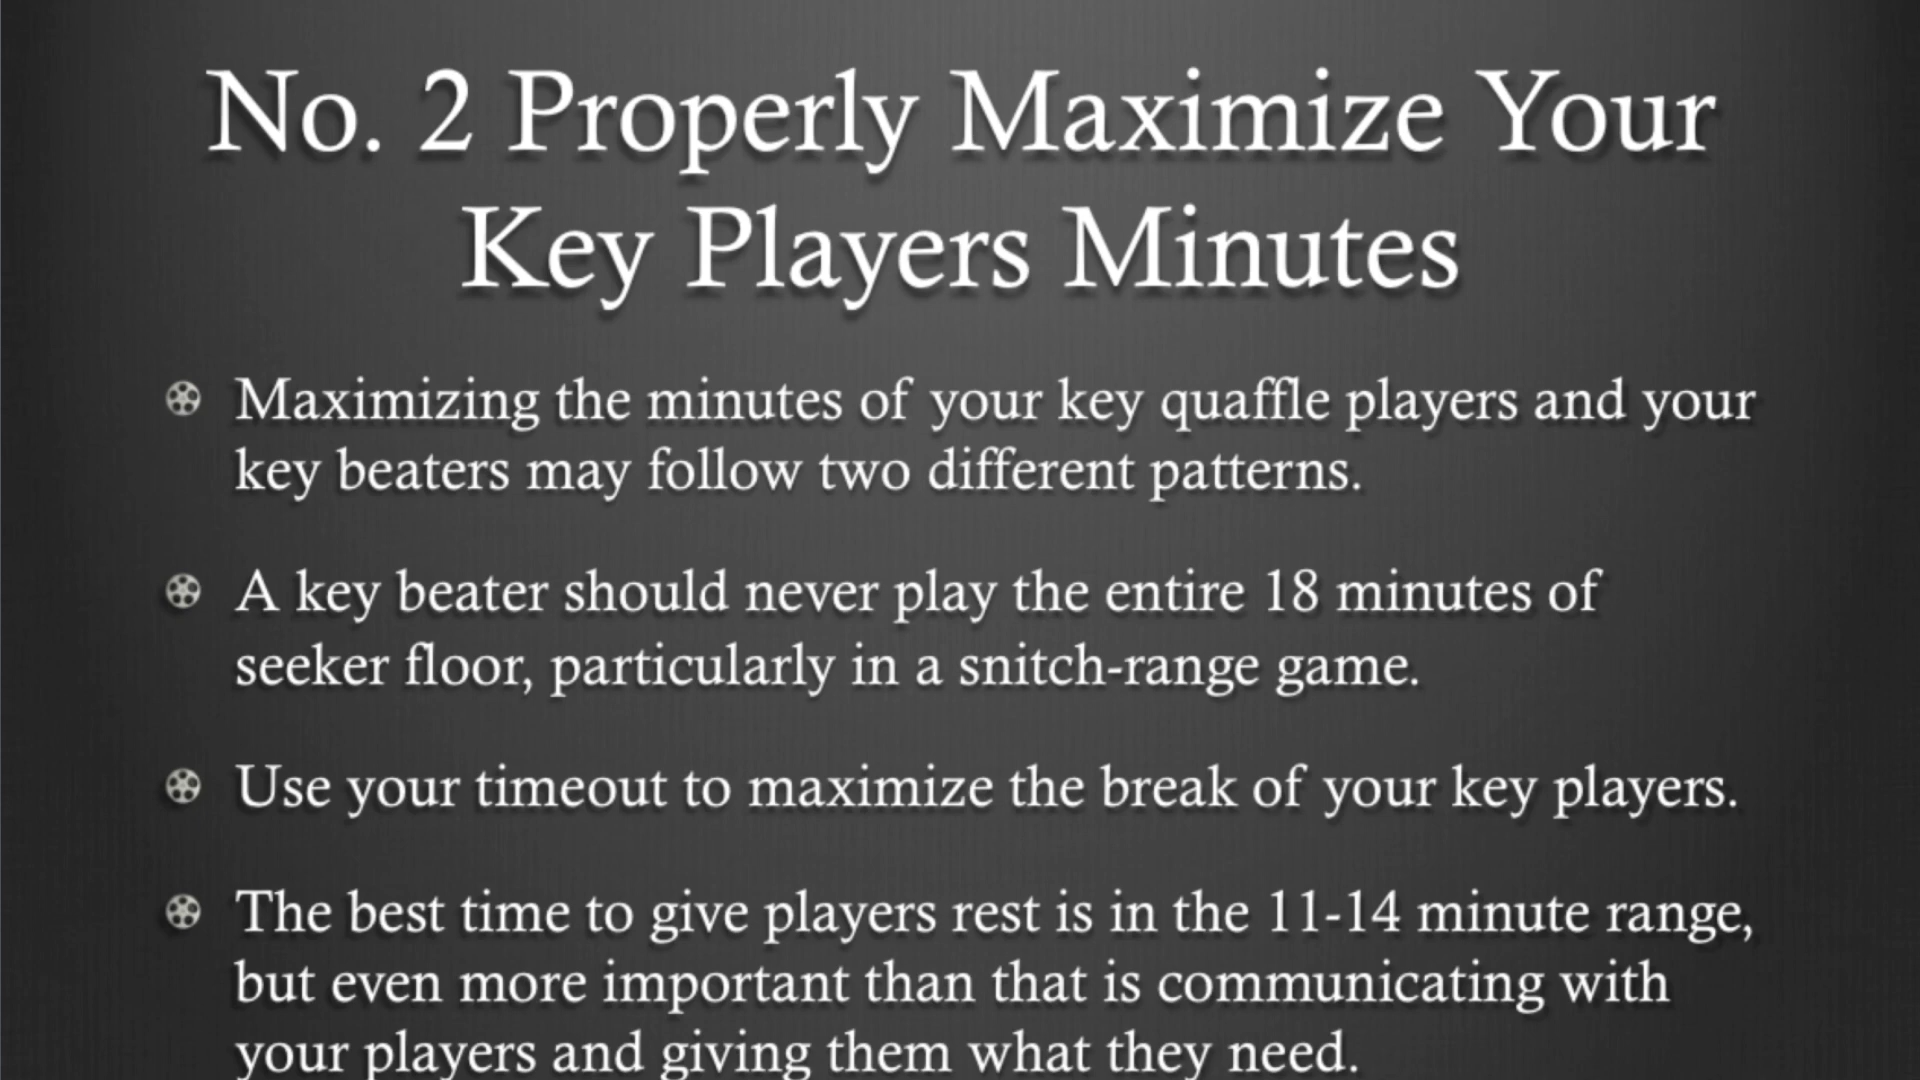 No. 2 Properly Maximize Your
Key Players Minutes
Maximizing the minutes of your key quaffle players and your
key beaters may follow two different patterns.
A key beater should never play the entire 18 minutes of
seeker floor, particularly in a snitch-range game.
Use your timeout to maximize the break of your key players.
The best time to give players rest is in the 11-14 minute range,
but even more important than that is communicating with
your players and giving them what they need.